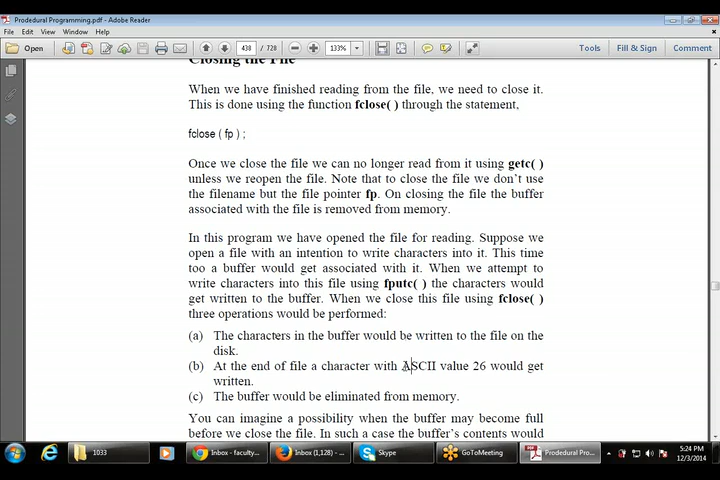 Prodedural Programming.pdf - Adobe Reader
File Edit View Window Help
Open 438 / 728 133% Tools Fill & Sign Comment
Closing the File
When we have finished reading from the file, we need to close it.
This is done using the function fclose( ) through the statement,
fclose ( fp ) ;
Once we close the file we can no longer read from it using getc( )
unless we reopen the file. Note that to close the file we don't use
the filename but the file pointer fp. On closing the file the buffer
associated with the file is removed from memory.
In this program we have opened the file for reading. Suppose we
open a file with an intention to write characters into it. This time
too a buffer would get associated with it. When we attempt to
write characters into this file using fputc( ) the characters would
get written to the buffer. When we close this file using fclose( )
three operations would be performed:
(a) The characters in the buffer would be written to the file on the
disk.
(b) At the end of file a character with ASCII value 26 would get
written.
(c) The buffer would be eliminated from memory.
You can imagine a possibility when the buffer may become full
before we close the file. In such a case the buffer's contents would
1033 Inbox - faculty... Inbox (1,128) - ... Skype GoToMeeting Prodedural Pro... 5:24 PM
12/3/2014